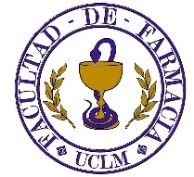 FACULTAD - DE - FARMACIA
UCLM